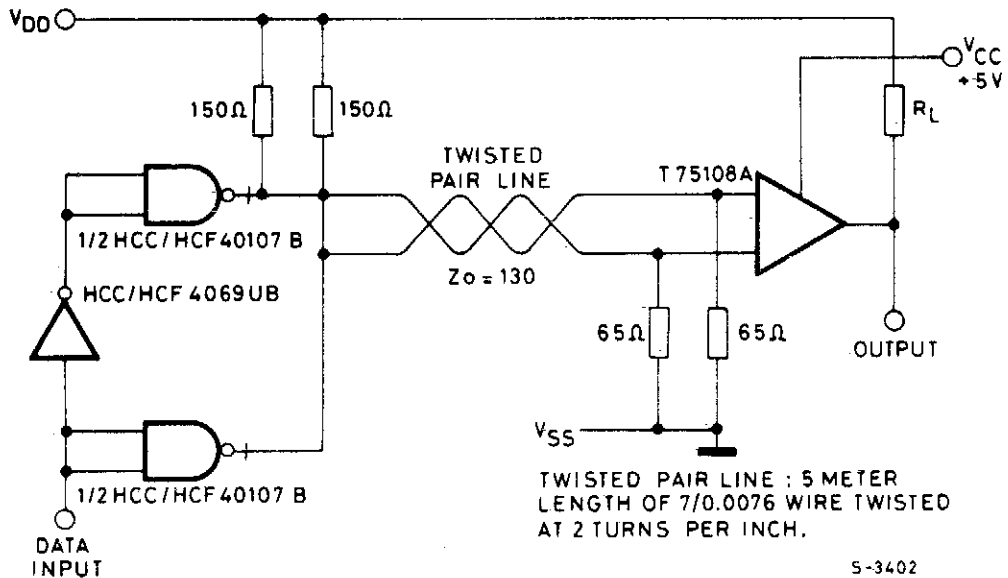 VDD
VCC
+5V
150Ω
150Ω
RL
TWISTED
PAIR LINE
T75108A
1/2 HCC/HCF 40107 B
Zo = 130
HCC/HCF 4069UB
65Ω
65Ω
OUTPUT
VSS
1/2 HCC/HCF 40107 B
TWISTED PAIR LINE : 5 METER
LENGTH OF 7/0.0076 WIRE TWISTED
AT 2 TURNS PER INCH.
DATA
INPUT
S-3402